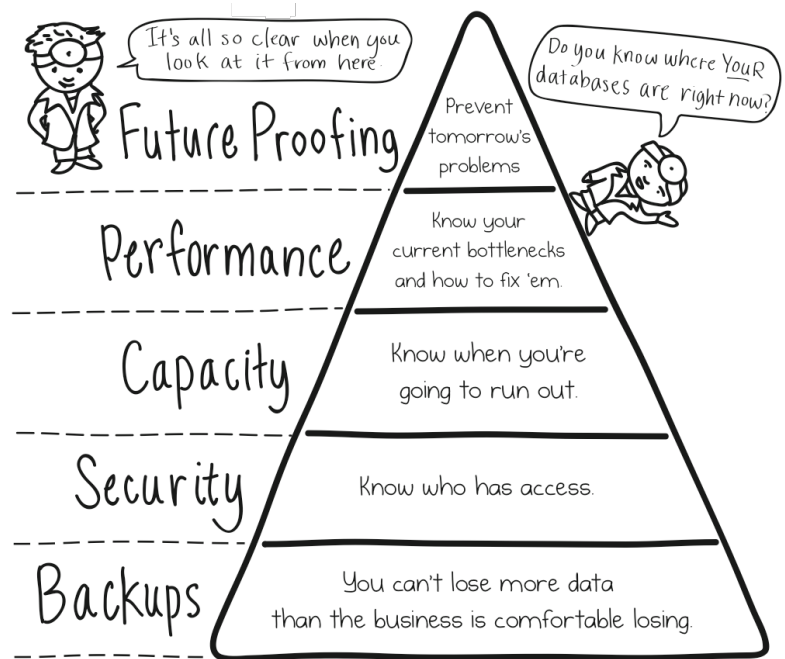 It's all so clear when you
look at it from here.
Do you know where YouR
databases are right now?
Future Proofing
Prevent
tomorrow's
problems
Performance
Know your
current bottlenecks
and how to fix 'em.
Capacity
Know when you're
going to run out.
Security
Know who has access.
Backups
You can't lose more data
than the business is comfortable losing.